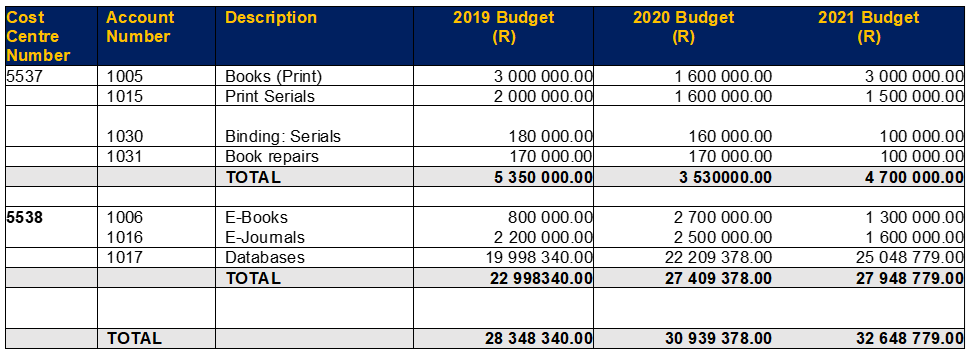 Cost Centre Number | Account Number | Description | 2019 Budget (R) | 2020 Budget (R) | 2021 Budget (R)
5537 | 1005 | Books (Print) | 3 000 000.00 | 1 600 000.00 | 3 000 000.00
1015 | Print Serials | 2 000 000.00 | 1 600 000.00 | 1 500 000.00
1030 | Binding: Serials | 180 000.00 | 160 000.00 | 100 000.00
1031 | Book repairs | 170 000.00 | 170 000.00 | 100 000.00
TOTAL | 5 350 000.00 | 3 530000.00 | 4 700 000.00
5538 | 1006 | E-Books | 800 000.00 | 2 700 000.00 | 1 300 000.00
1016 | E-Journals | 2 200 000.00 | 2 500 000.00 | 1 600 000.00
1017 | Databases | 19 998 340.00 | 22 209 378.00 | 25 048 779.00
TOTAL | 22 998340.00 | 27 409 378.00 | 27 948 779.00
TOTAL | 28 348 340.00 | 30 939 378.00 | 32 648 779.00